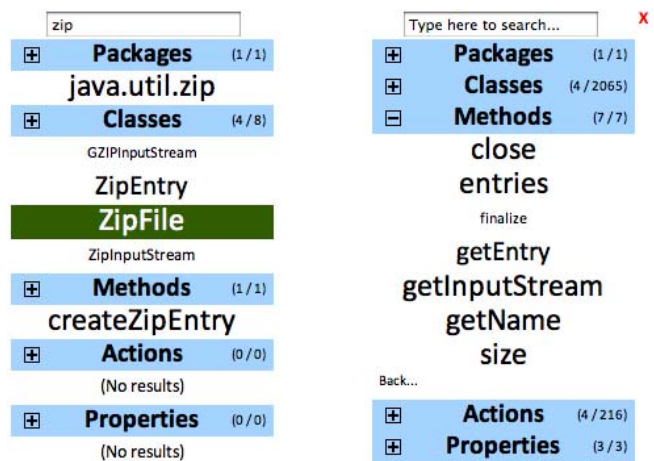 zip
Packages (1/1)
java.util.zip
Classes (4/8)
GZIPInputStream
ZipEntry
ZipFile
ZipInputStream
Methods (1/1)
createZipEntry
Actions (0/0)
(No results)
Properties (0/0)
(No results)
Type here to search... X
Packages (1/1)
Classes (4/2065)
Methods (7/7)
close
entries
finalize
getEntry
getInputStream
getName
size
Back...
Actions (4/216)
Properties (3/3)